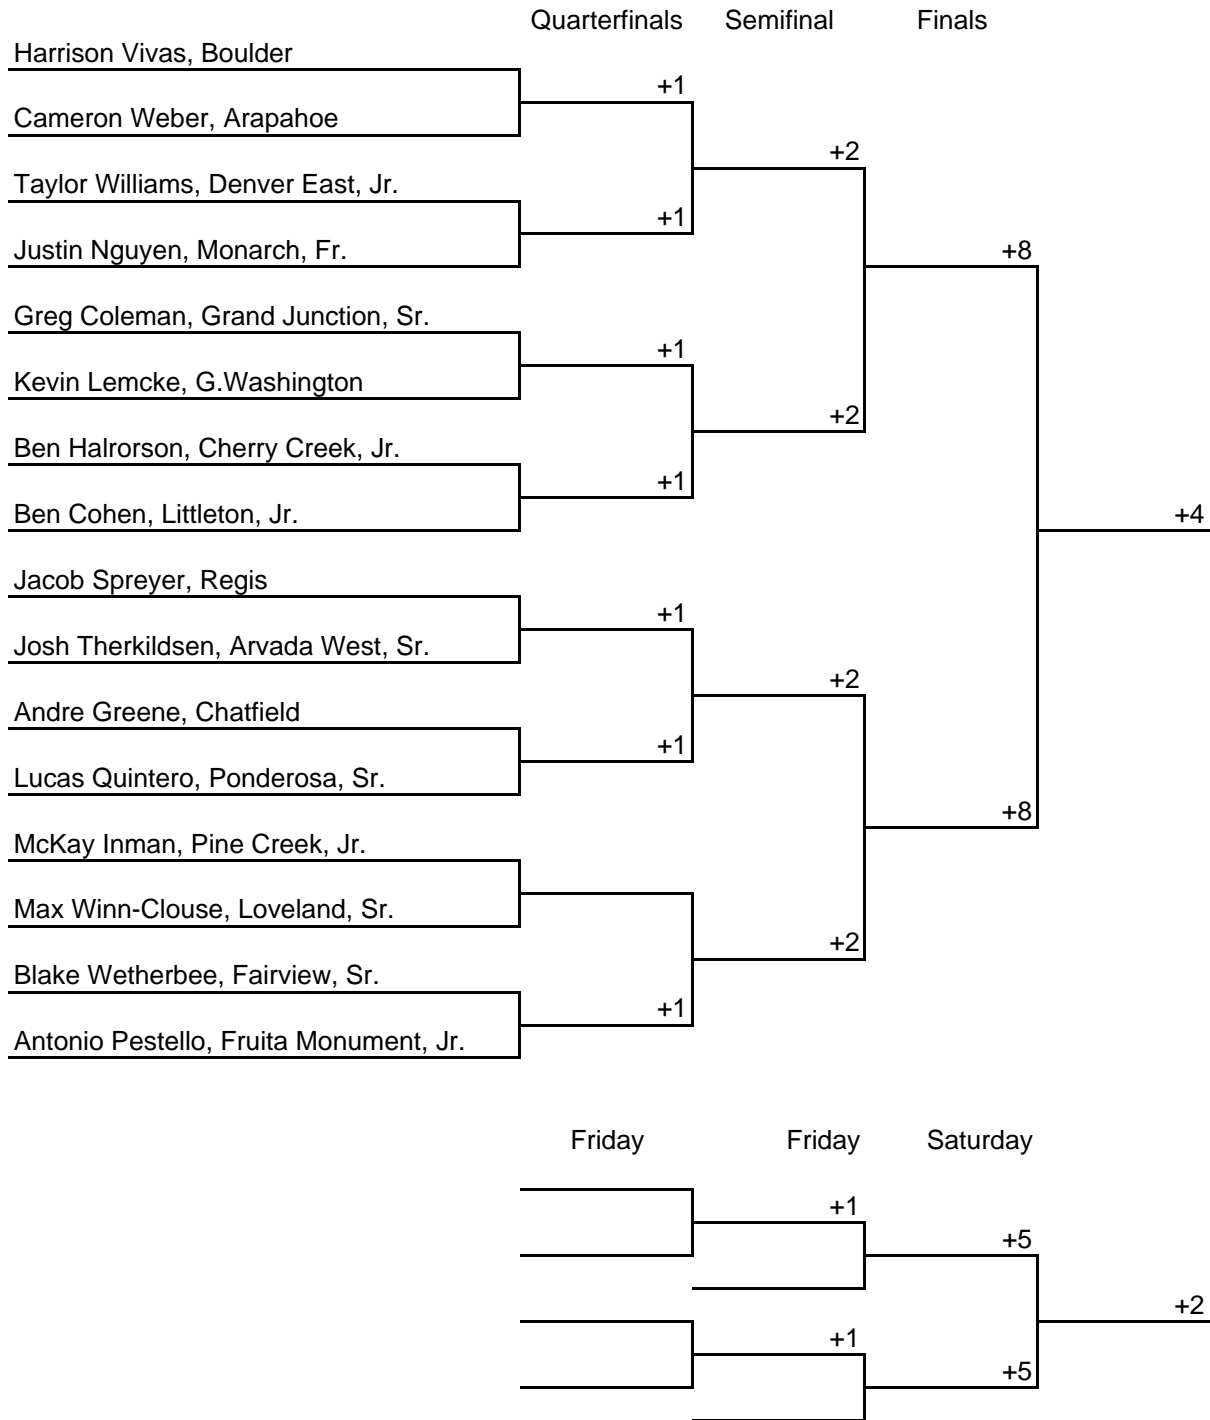 Quarterfinals Semifinal Finals
Harrison Vivas, Boulder
+1
Cameron Weber, Arapahoe
+2
Taylor Williams, Denver East, Jr.
+1
Justin Nguyen, Monarch, Fr.
+8
Greg Coleman, Grand Junction, Sr.
+1
Kevin Lemcke, G.Washington
+2
Ben Halrorson, Cherry Creek, Jr.
+1
Ben Cohen, Littleton, Jr.
+4
Jacob Spreyer, Regis
+1
Josh Therkildsen, Arvada West, Sr.
+2
Andre Greene, Chatfield
+1
Lucas Quintero, Ponderosa, Sr.
+8
McKay Inman, Pine Creek, Jr.
Max Winn-Clouse, Loveland, Sr.
+2
Blake Wetherbee, Fairview, Sr.
+1
Antonio Pestello, Fruita Monument, Jr.
Friday Friday Saturday
+1
+5
+2
+1
+5